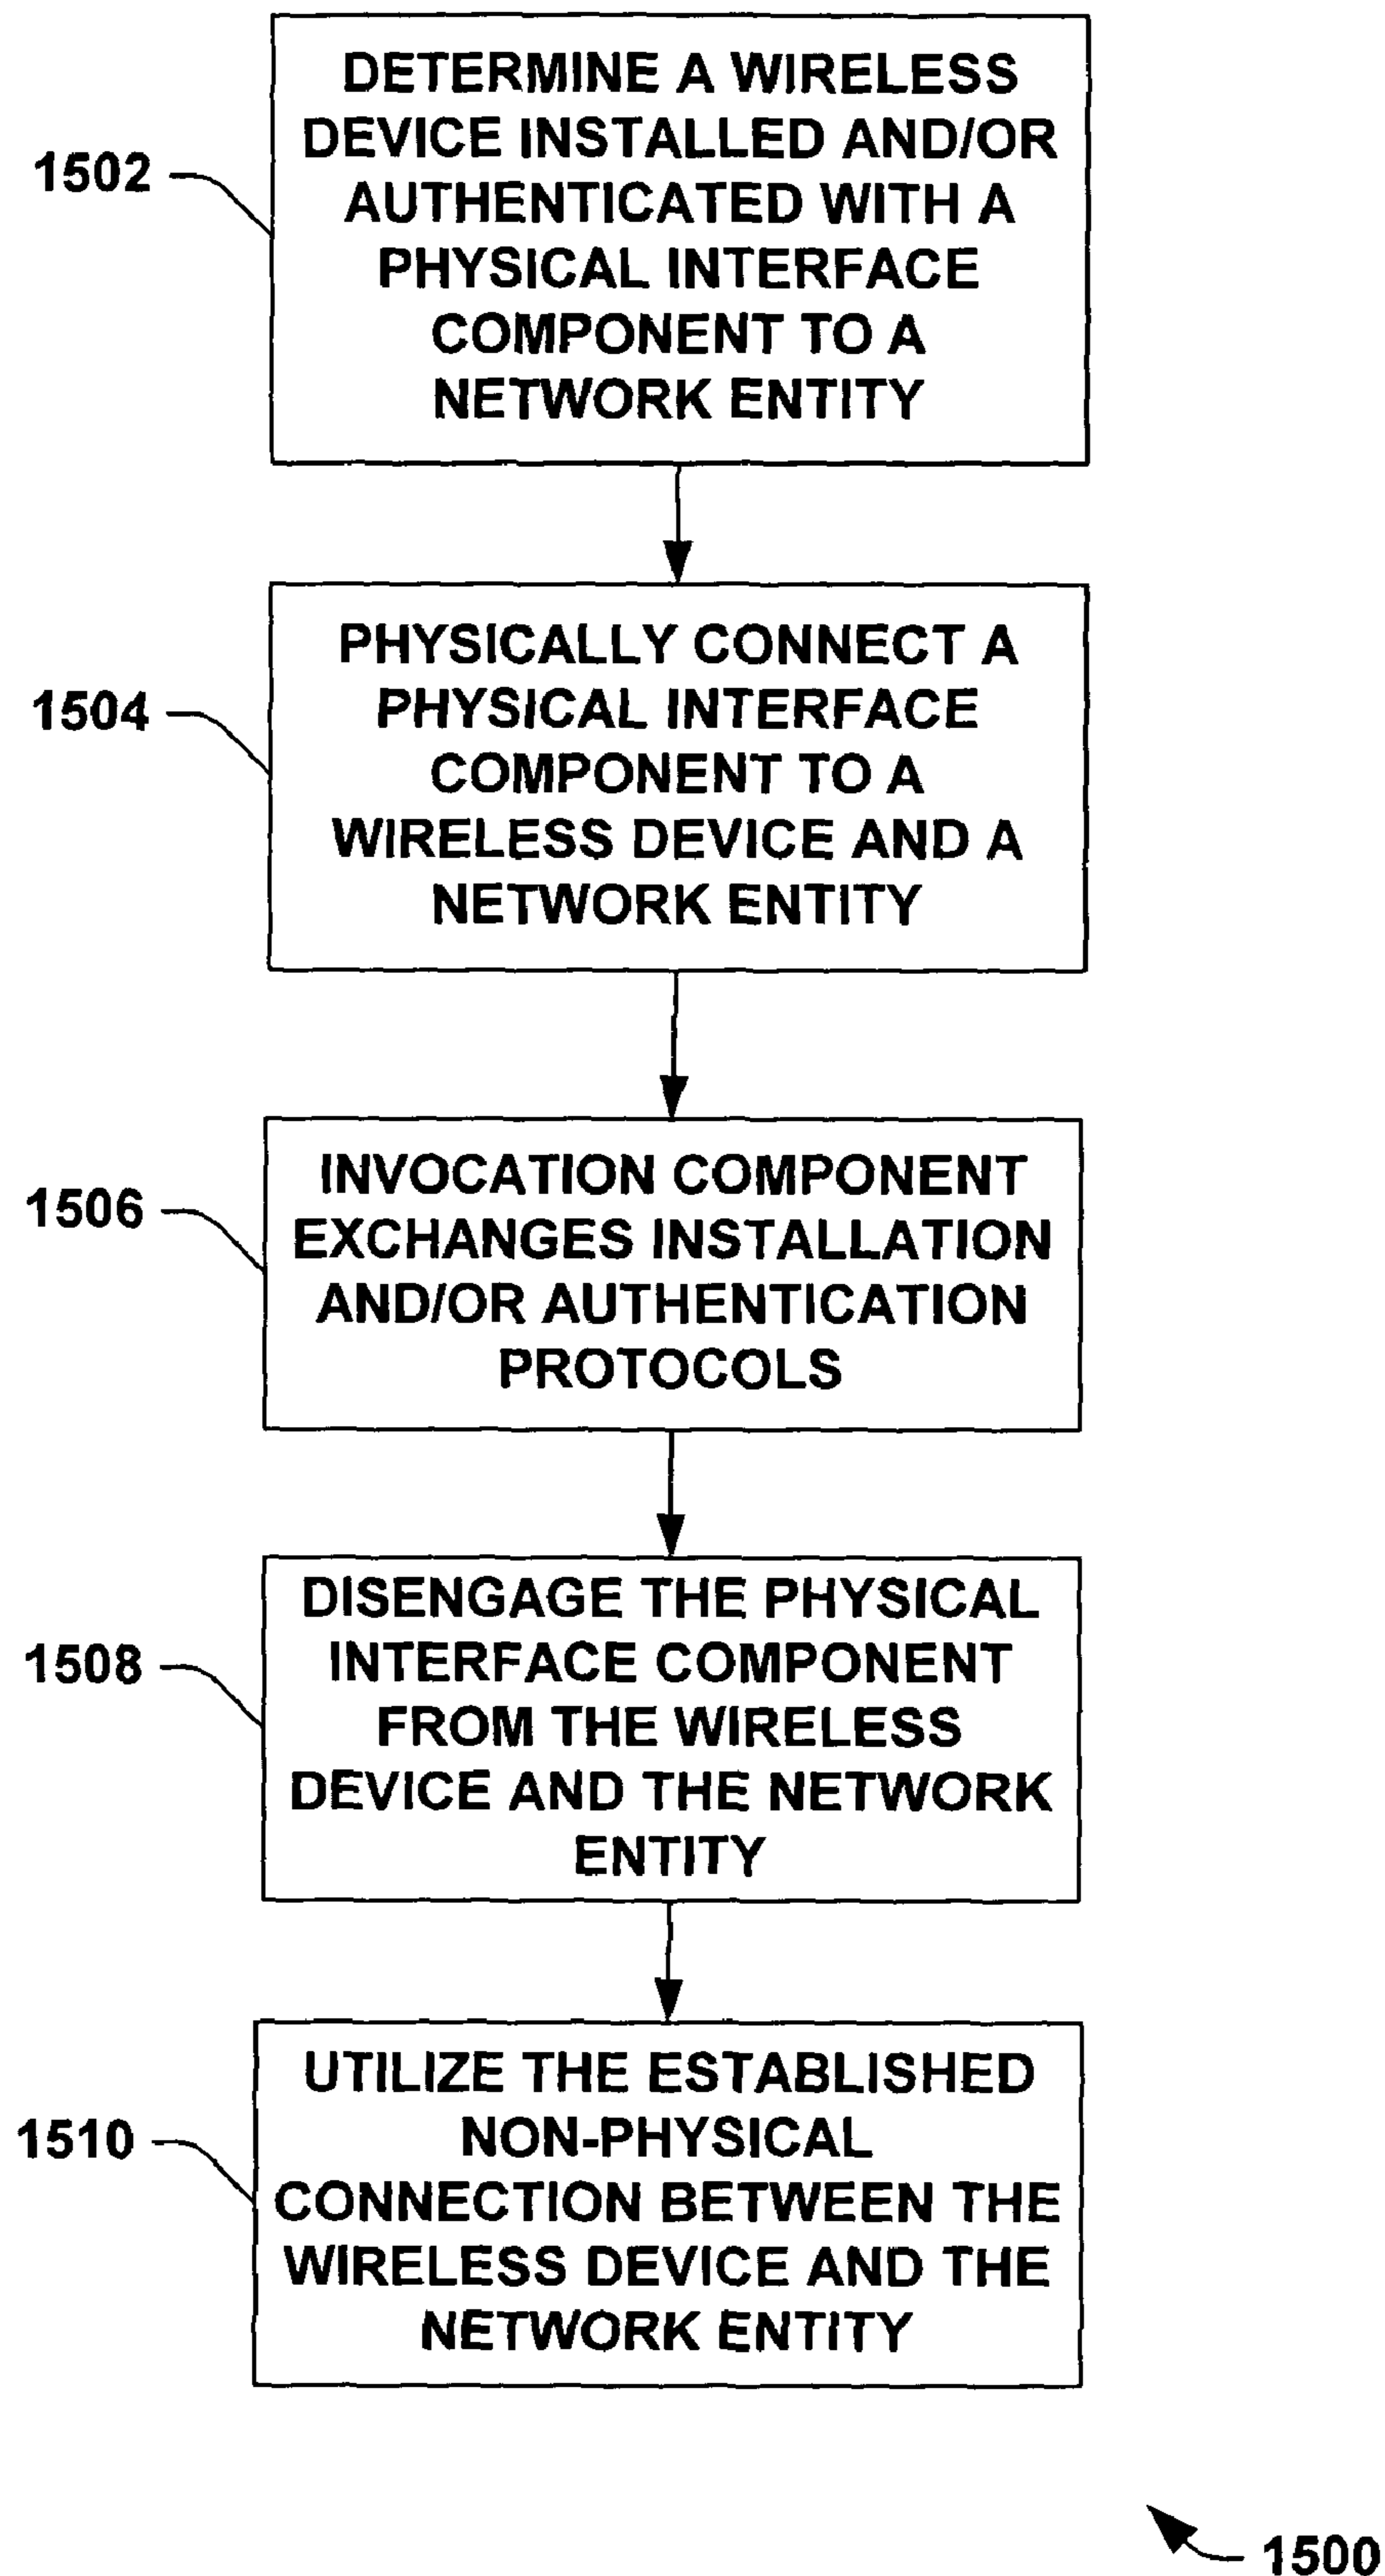 DETERMINE A WIRELESS
DEVICE INSTALLED AND/OR
AUTHENTICATED WITH A
PHYSICAL INTERFACE
COMPONENT TO A
NETWORK ENTITY
1502
PHYSICALLY CONNECT A
PHYSICAL INTERFACE
COMPONENT TO A
WIRELESS DEVICE AND A
NETWORK ENTITY
1504
INVOCATION COMPONENT
EXCHANGES INSTALLATION
AND/OR AUTHENTICATION
PROTOCOLS
1506
DISENGAGE THE PHYSICAL
INTERFACE COMPONENT
FROM THE WIRELESS
DEVICE AND THE NETWORK
ENTITY
1508
UTILIZE THE ESTABLISHED
NON-PHYSICAL
CONNECTION BETWEEN THE
WIRELESS DEVICE AND THE
NETWORK ENTITY
1510
1500